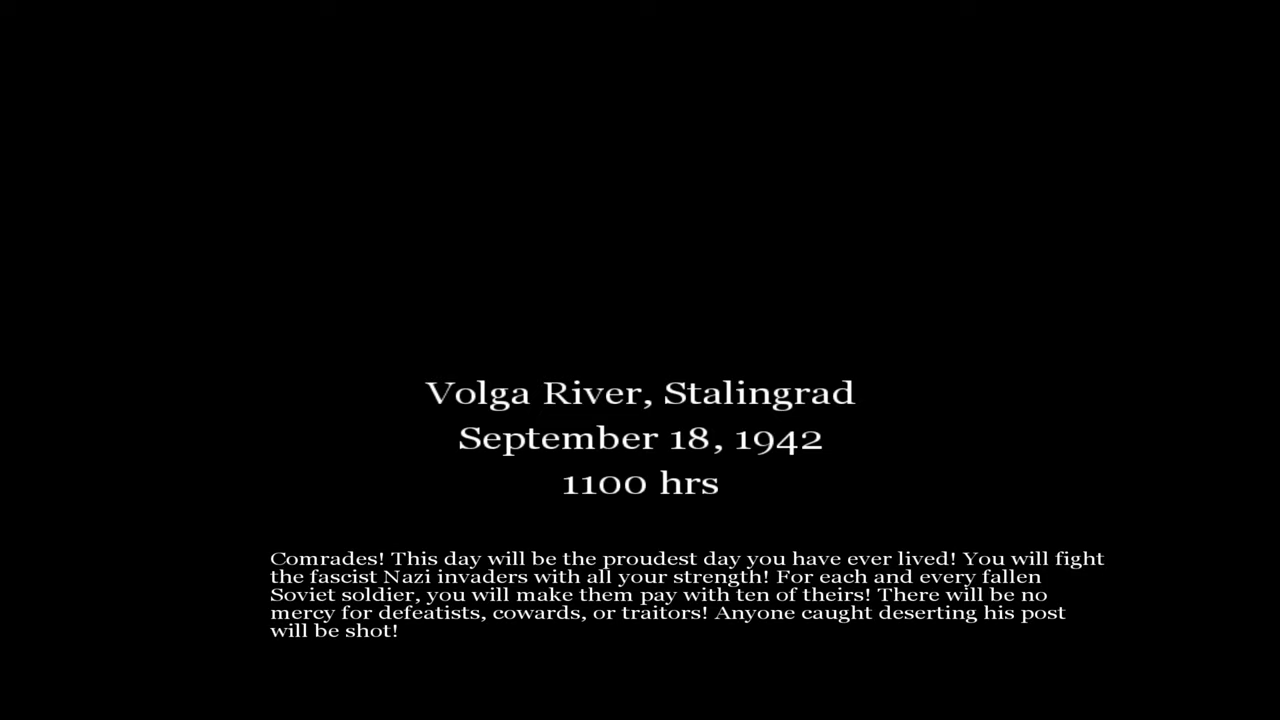 Volga River, Stalingrad
September 18, 1942
1100 hrs
Comrades! This day will be the proudest day you have ever lived! You will fight
the fascist Nazi invaders with all your strength! For each and every fallen
Soviet soldier, you will make them pay with ten of theirs! There will be no
mercy for defeatists, cowards, or traitors! Anyone caught deserting his post
will be shot!